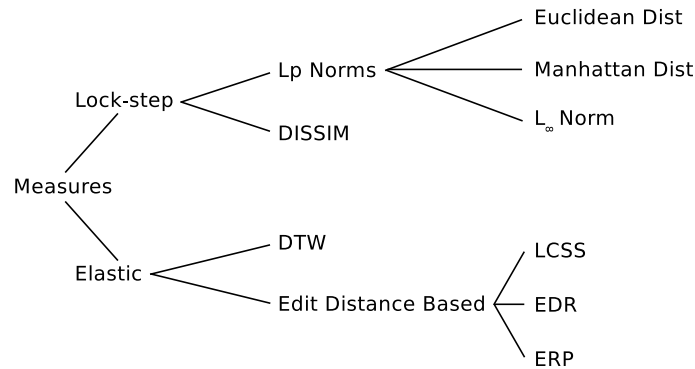 Euclidean Dist
Lp Norms
Manhattan Dist
Lock-step
L∞ Norm
DISSIM
Measures
DTW
LCSS
Elastic
Edit Distance Based
EDR
ERP